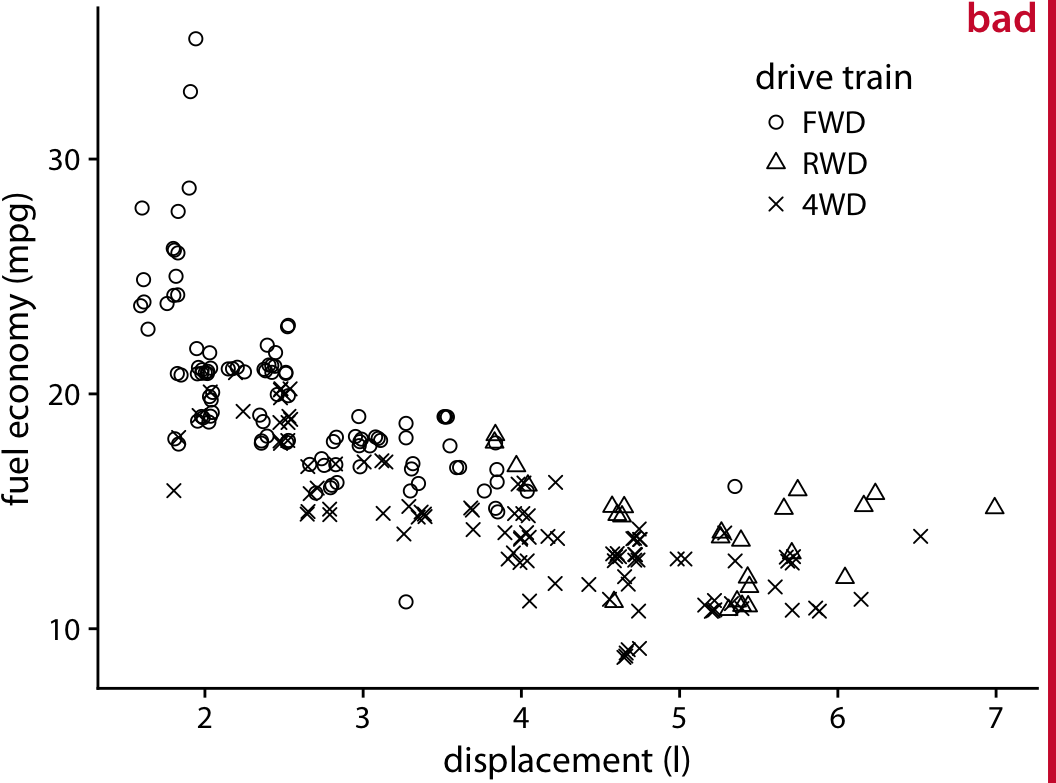 bad
drive train
FWD
RWD
4WD
30
20
10
fuel economy (mpg)
2 3 4 5 6 7
displacement (l)